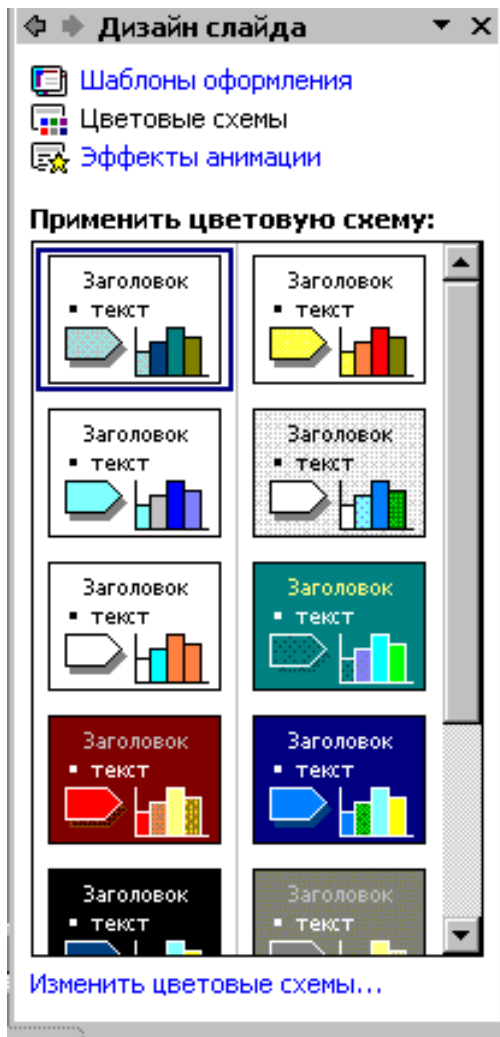 Дизайн слайда
Шаблоны оформления
Цветовые схемы
Эффекты анимации
Применить цветовую схему:
Заголовок
▪ текст
Заголовок
▪ текст
Заголовок
▪ текст
Заголовок
▪ текст
Заголовок
▪ текст
Заголовок
▪ текст
Заголовок
▪ текст
Заголовок
▪ текст
Заголовок
▪ текст
Заголовок
▪ текст
Изменить цветовые схемы...